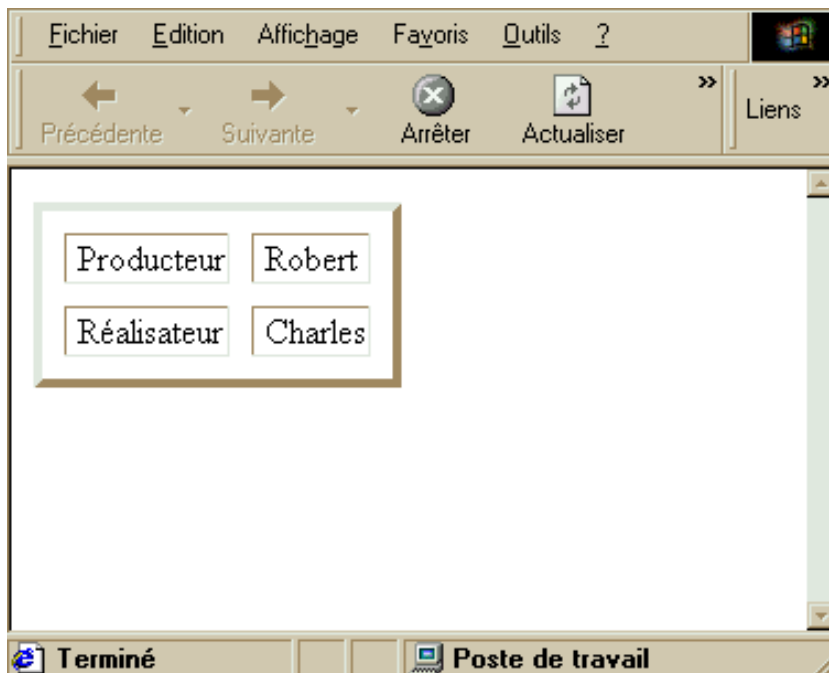 Fichier Edition Affichage Favoris Outils ?
Précédente Suivante Arrêter Actualiser » Liens »
Producteur Robert
Réalisateur Charles
Terminé Poste de travail